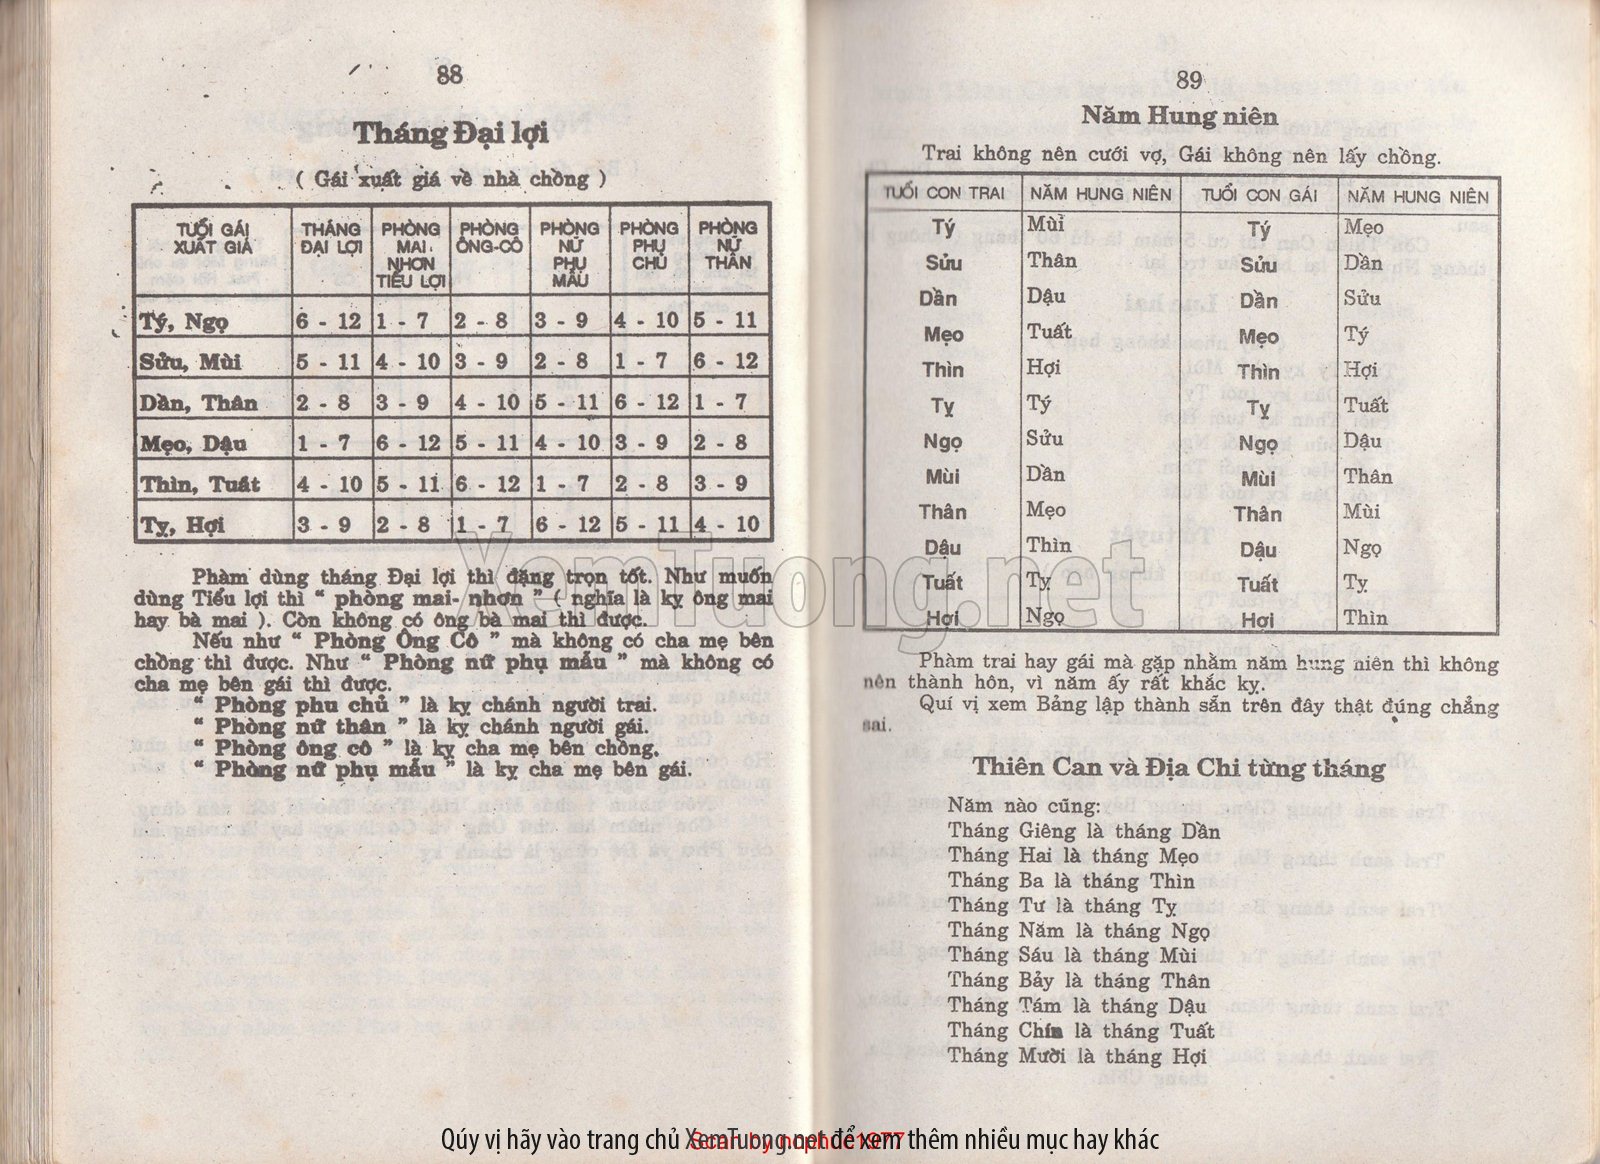 88
Tháng Đại lợi
( Gái xuất giá về nhà chồng )
TUỔI GÁI XUẤT GIÁ | THÁNG ĐẠI LỢI | PHÒNG MAI NHƠN TIỂU LỢI | PHÒNG ÔNG-CÔ | PHÒNG NỮ PHỤ MẪU | PHÒNG PHỤ CHỦ | PHÒNG NỮ THÂN
Tý, Ngọ | 6 - 12 | 1 - 7 | 2 - 8 | 3 - 9 | 4 - 10 | 5 - 11
Sửu, Mùi | 5 - 11 | 4 - 10 | 3 - 9 | 2 - 8 | 1 - 7 | 6 - 12
Dần, Thân | 2 - 8 | 3 - 9 | 4 - 10 | 5 - 11 | 6 - 12 | 1 - 7
Mẹo, Dậu | 1 - 7 | 6 - 12 | 5 - 11 | 4 - 10 | 3 - 9 | 2 - 8
Thìn, Tuất | 4 - 10 | 5 - 11 | 6 - 12 | 1 - 7 | 2 - 8 | 3 - 9
Tỵ, Hợi | 3 - 9 | 2 - 8 | 1 - 7 | 6 - 12 | 5 - 11 | 4 - 10
Phàm dùng tháng Đại lợi thì đặng trọn tốt. Như muốn
dùng Tiểu lợi thì “ phòng mai- nhơn ” ( nghĩa là kỵ ông mai
hay bà mai ). Còn không có ông bà mai thì được.
Nếu như “ Phòng Ông Cô ” mà không có cha mẹ bên
chồng thì được. Như “ Phòng nữ phụ mẫu ” mà không có
cha mẹ bên gái thì được.
“ Phòng phu chủ ” là kỵ chánh người trai.
“ Phòng nữ thân ” là kỵ chánh người gái.
“ Phòng ông cô ” là kỵ cha mẹ bên chồng.
“ Phòng nữ phụ mẫu ” là kỵ cha mẹ bên gái.
89
Năm Hung niên
Trai không nên cưới vợ, Gái không nên lấy chồng.
TUỔI CON TRAI | NĂM HUNG NIÊN | TUỔI CON GÁI | NĂM HUNG NIÊN
Tý | Mùi | Tý | Mẹo
Sửu | Thân | Sửu | Dần
Dần | Dậu | Dần | Sửu
Mẹo | Tuất | Mẹo | Tý
Thìn | Hợi | Thìn | Hợi
Tỵ | Tý | Tỵ | Tuất
Ngọ | Sửu | Ngọ | Dậu
Mùi | Dần | Mùi | Thân
Thân | Mẹo | Thân | Mùi
Dậu | Thìn | Dậu | Ngọ
Tuất | Tỵ | Tuất | Tỵ
Hợi | Ngọ | Hợi | Thìn
Phàm trai hay gái mà gặp nhằm năm hung niên thì không
nên thành hôn, vì năm ấy rất khắc kỵ.
Quí vị xem Bảng lập thành sẵn trên đây thật đúng chẳng
sai.
Thiên Can và Địa Chi từng tháng
Năm nào cũng:
Tháng Giêng là tháng Dần
Tháng Hai là tháng Mẹo
Tháng Ba là tháng Thìn
Tháng Tư là tháng Tỵ
Tháng Năm là tháng Ngọ
Tháng Sáu là tháng Mùi
Tháng Bảy là tháng Thân
Tháng Tám là tháng Dậu
Tháng Chín là tháng Tuất
Tháng Mười là tháng Hợi
XemTuong.net
Qúy vị hãy vào trang chủ XemTuong.net để xem thêm nhiều mục hay khác